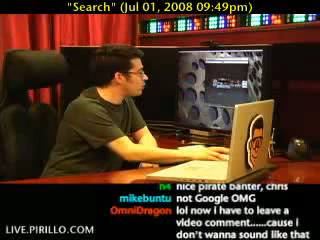 "Search" (Jul 01, 2008 09:49pm)
h4 nice pirate banter, chris
mikebuntu not Google OMG
OmniDragon lol now I have to leave a
video comment......cause i
don't wanna sound like that
LIVE.PIRILLO.COM